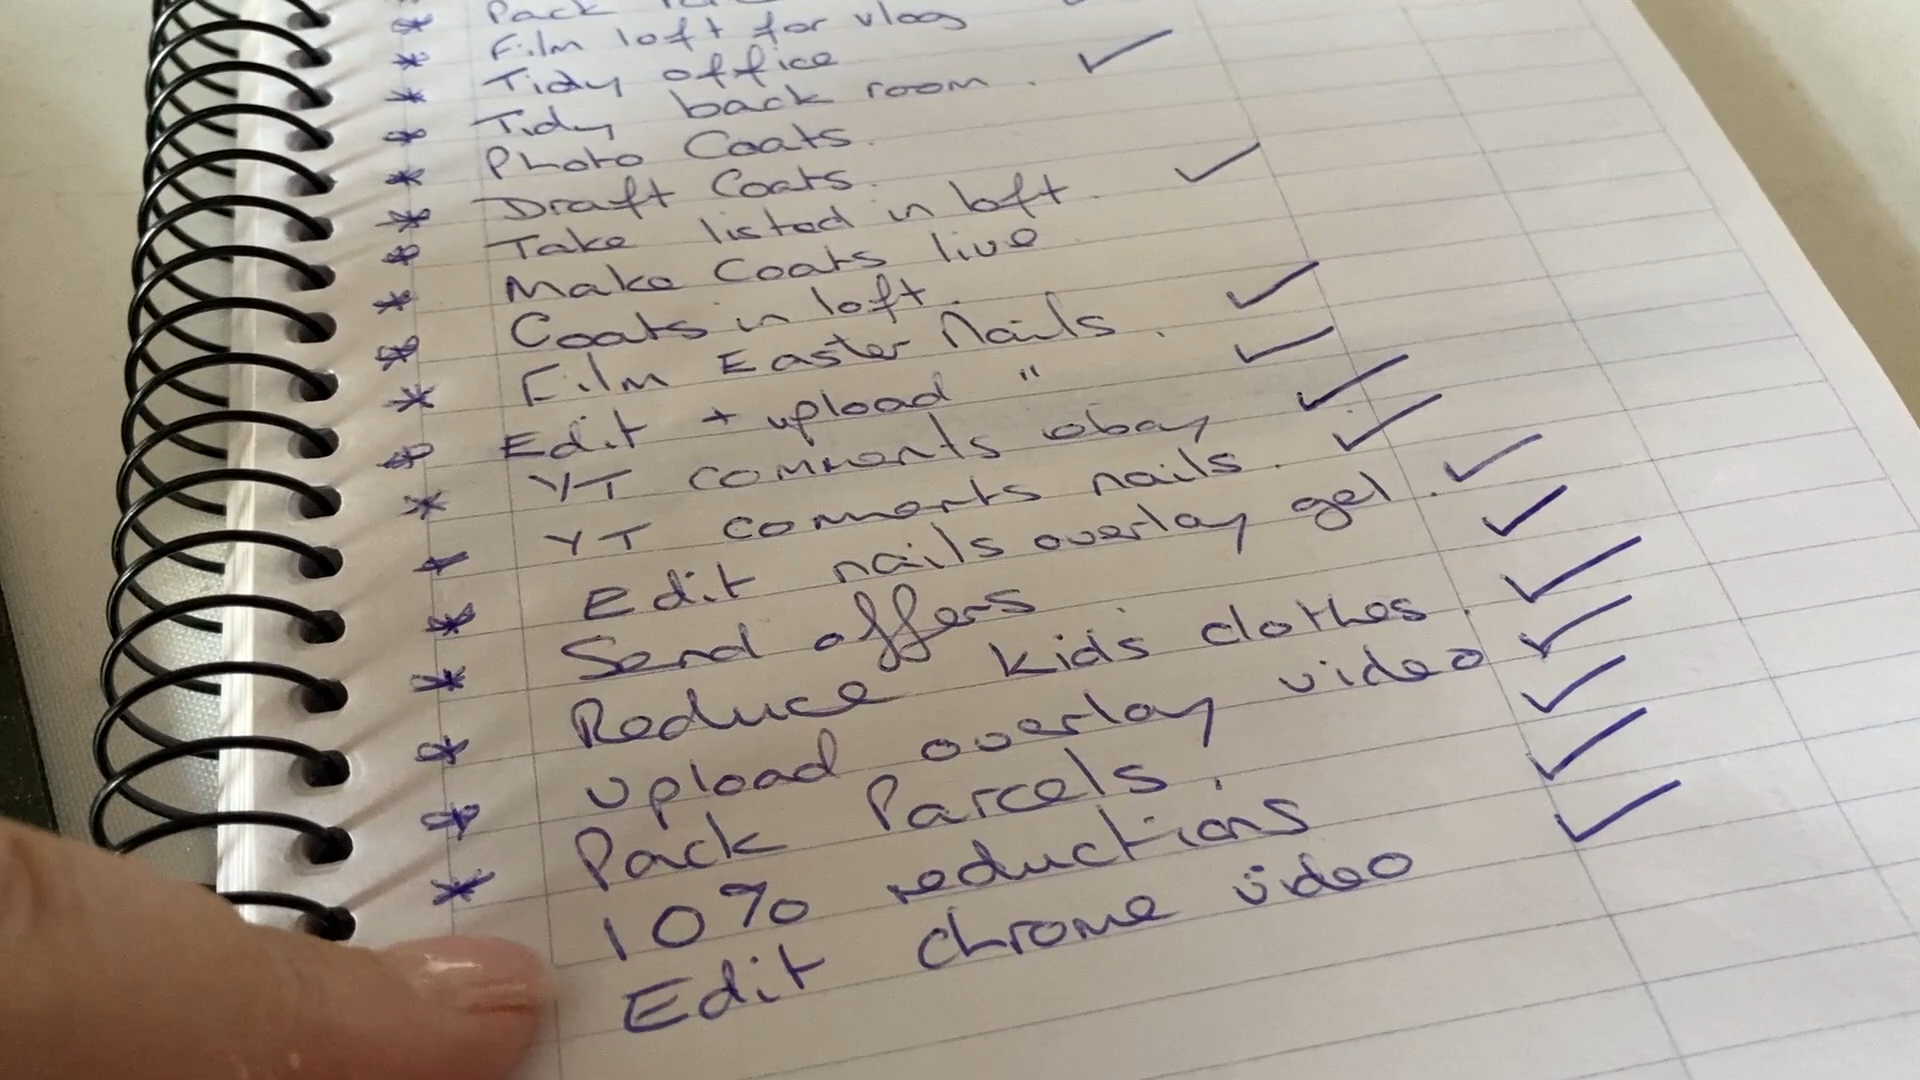 * Pack
* Film loft for vlog
* Tidy office
* Tidy back room. ✓
* Photo Coats.
* Draft Coats.
* Take listed in loft. ✓
* Make Coats live
* Coats in loft.
* Film Easter Nails. ✓
* Edit + upload " ✓
* YT comments ebay ✓
* YT comments nails. ✓
* Edit nails overlay gel. ✓
* Send offers ✓
* Reduce kids clothes. ✓
* Upload overlay video ✓
* Pack Parcels. ✓
10% reductions ✓
Edit chrome video ✓